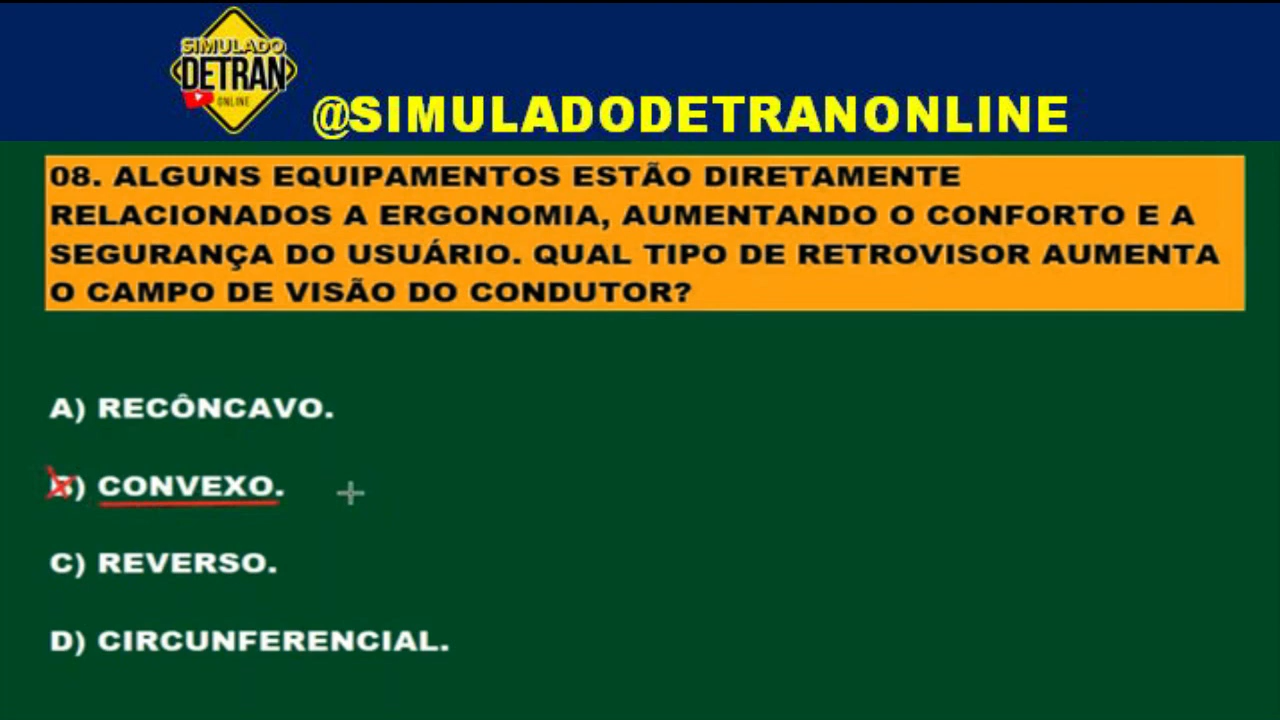 SIMULADO
DETRAN
ONLINE
@SIMULADODETRANONLINE
08. ALGUNS EQUIPAMENTOS ESTÃO DIRETAMENTE
RELACIONADOS A ERGONOMIA, AUMENTANDO O CONFORTO E A
SEGURANÇA DO USUÁRIO. QUAL TIPO DE RETROVISOR AUMENTA
O CAMPO DE VISÃO DO CONDUTOR?
A) RECÔNCAVO.
B) CONVEXO.
C) REVERSO.
D) CIRCUNFERENCIAL.